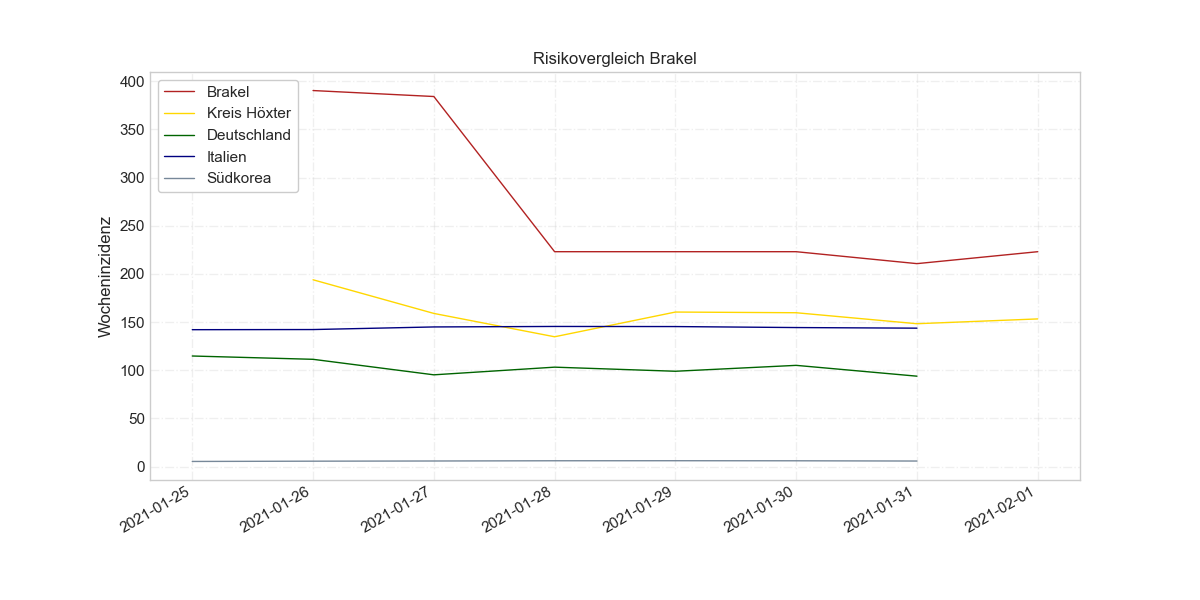 Risikovergleich Brakel
Wocheninzidenz
400
350
300
250
200
150
100
50
0
Brakel
Kreis Höxter
Deutschland
Italien
Südkorea
2021-01-25
2021-01-26
2021-01-27
2021-01-28
2021-01-29
2021-01-30
2021-01-31
2021-02-01